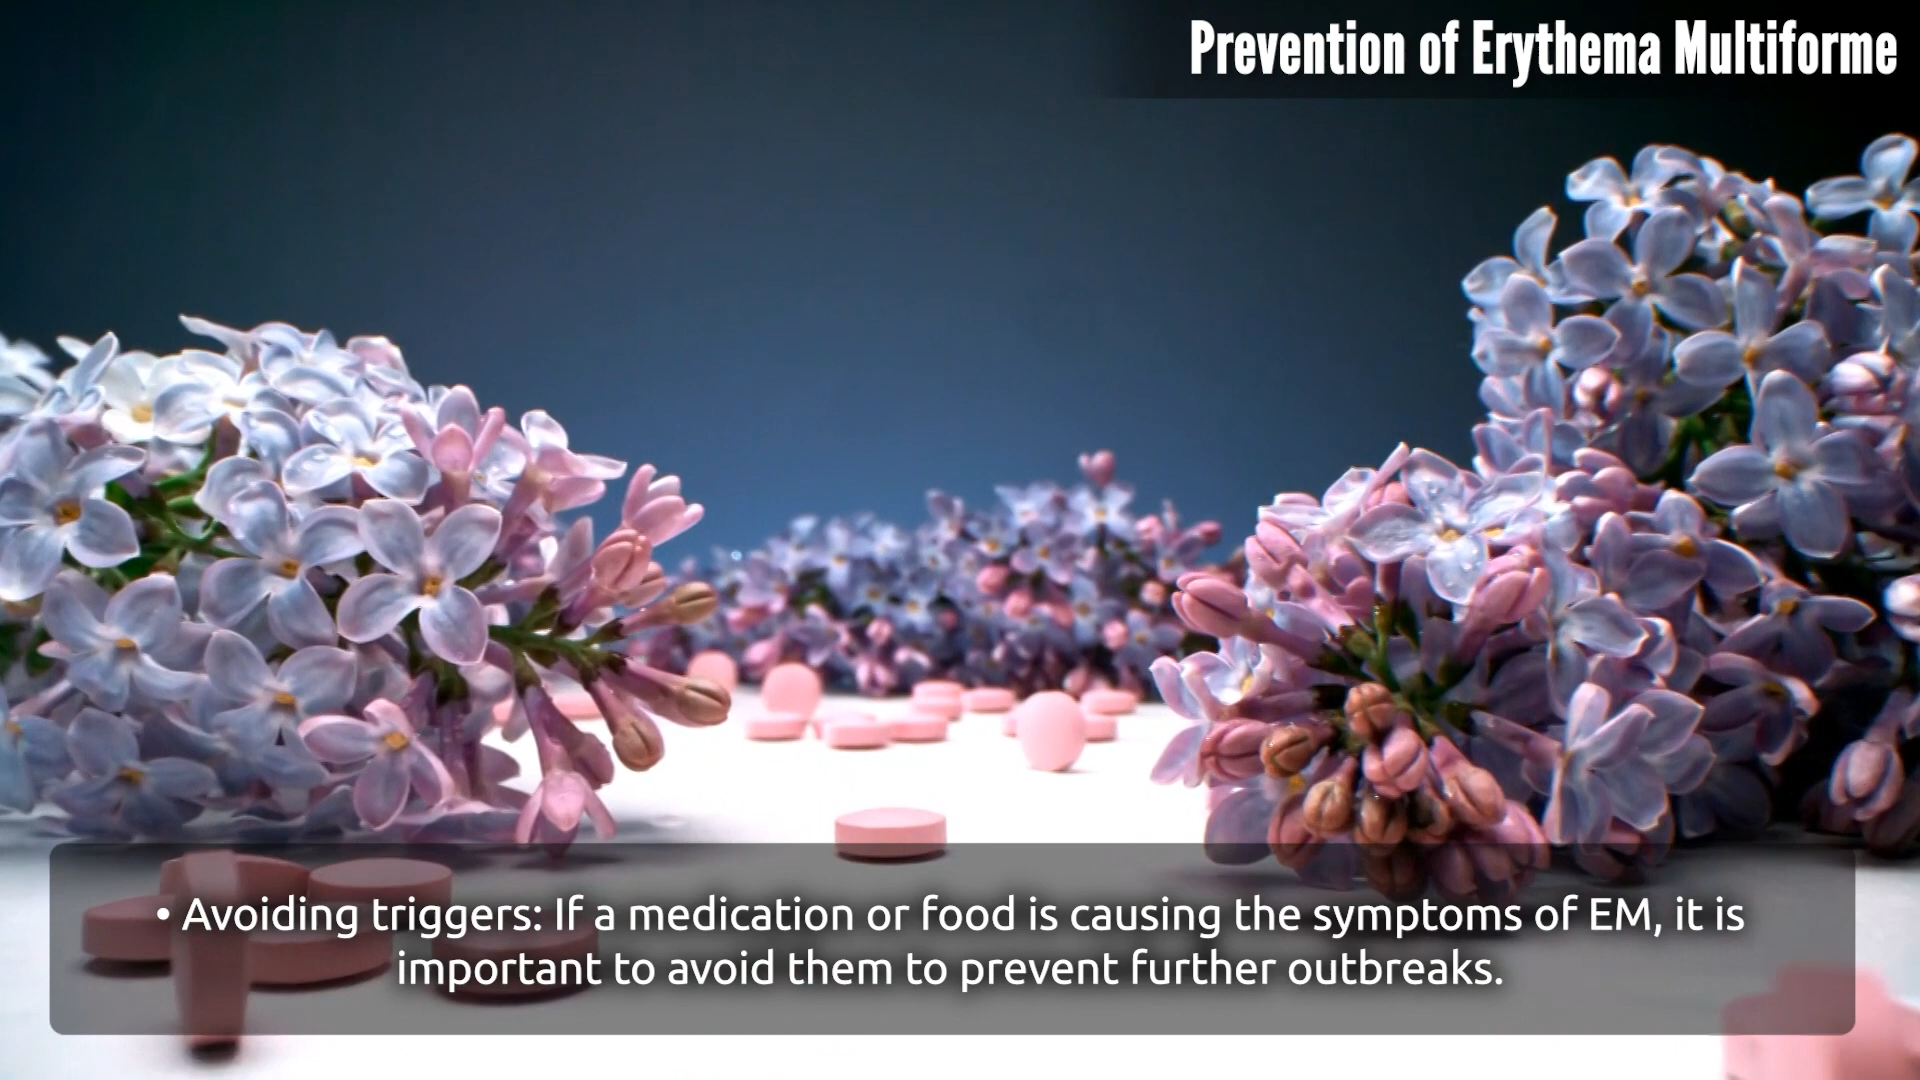 Prevention of Erythema Multiforme
• Avoiding triggers: If a medication or food is causing the symptoms of EM, it is
important to avoid them to prevent further outbreaks.